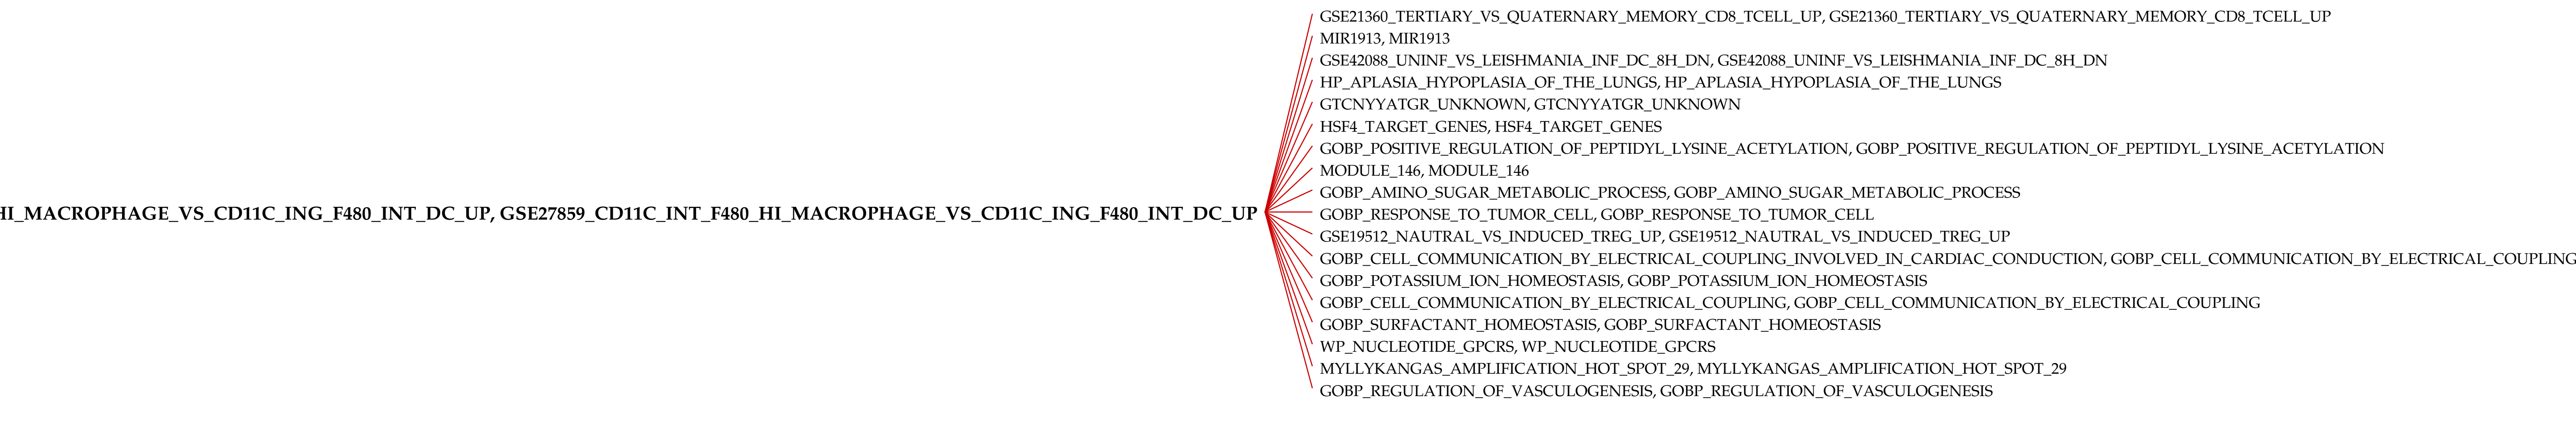 GSE21360_TERTIARY_VS_QUATERNARY_MEMORY_CD8_TCELL_UP, GSE21360_TERTIARY_VS_QUATERNARY_MEMORY_CD8_TCELL_UP
MIR1913, MIR1913
GSE42088_UNINF_VS_LEISHMANIA_INF_DC_8H_DN, GSE42088_UNINF_VS_LEISHMANIA_INF_DC_8H_DN
HP_APLASIA_HYPOPLASIA_OF_THE_LUNGS, HP_APLASIA_HYPOPLASIA_OF_THE_LUNGS
GTCNYYATGR_UNKNOWN, GTCNYYATGR_UNKNOWN
HSF4_TARGET_GENES, HSF4_TARGET_GENES
GOBP_POSITIVE_REGULATION_OF_PEPTIDYL_LYSINE_ACETYLATION, GOBP_POSITIVE_REGULATION_OF_PEPTIDYL_LYSINE_ACETYLATION
MODULE_146, MODULE_146
GOBP_AMINO_SUGAR_METABOLIC_PROCESS, GOBP_AMINO_SUGAR_METABOLIC_PROCESS
HI_MACROPHAGE_VS_CD11C_ING_F480_INT_DC_UP, GSE27859_CD11C_INT_F480_HI_MACROPHAGE_VS_CD11C_ING_F480_INT_DC_UP
GOBP_RESPONSE_TO_TUMOR_CELL, GOBP_RESPONSE_TO_TUMOR_CELL
GSE19512_NAUTRAL_VS_INDUCED_TREG_UP, GSE19512_NAUTRAL_VS_INDUCED_TREG_UP
GOBP_CELL_COMMUNICATION_BY_ELECTRICAL_COUPLING_INVOLVED_IN_CARDIAC_CONDUCTION, GOBP_CELL_COMMUNICATION_BY_ELECTRICAL_COUPLING
GOBP_POTASSIUM_ION_HOMEOSTASIS, GOBP_POTASSIUM_ION_HOMEOSTASIS
GOBP_CELL_COMMUNICATION_BY_ELECTRICAL_COUPLING, GOBP_CELL_COMMUNICATION_BY_ELECTRICAL_COUPLING
GOBP_SURFACTANT_HOMEOSTASIS, GOBP_SURFACTANT_HOMEOSTASIS
WP_NUCLEOTIDE_GPCRS, WP_NUCLEOTIDE_GPCRS
MYLLYKANGAS_AMPLIFICATION_HOT_SPOT_29, MYLLYKANGAS_AMPLIFICATION_HOT_SPOT_29
GOBP_REGULATION_OF_VASCULOGENESIS, GOBP_REGULATION_OF_VASCULOGENESIS